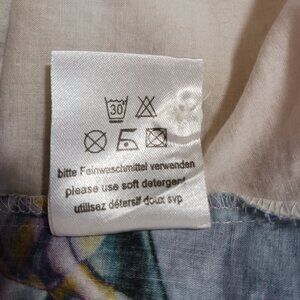 30
bitte Feinwaschmittel verwenden
please use soft detergent
utilisez détersif doux svp